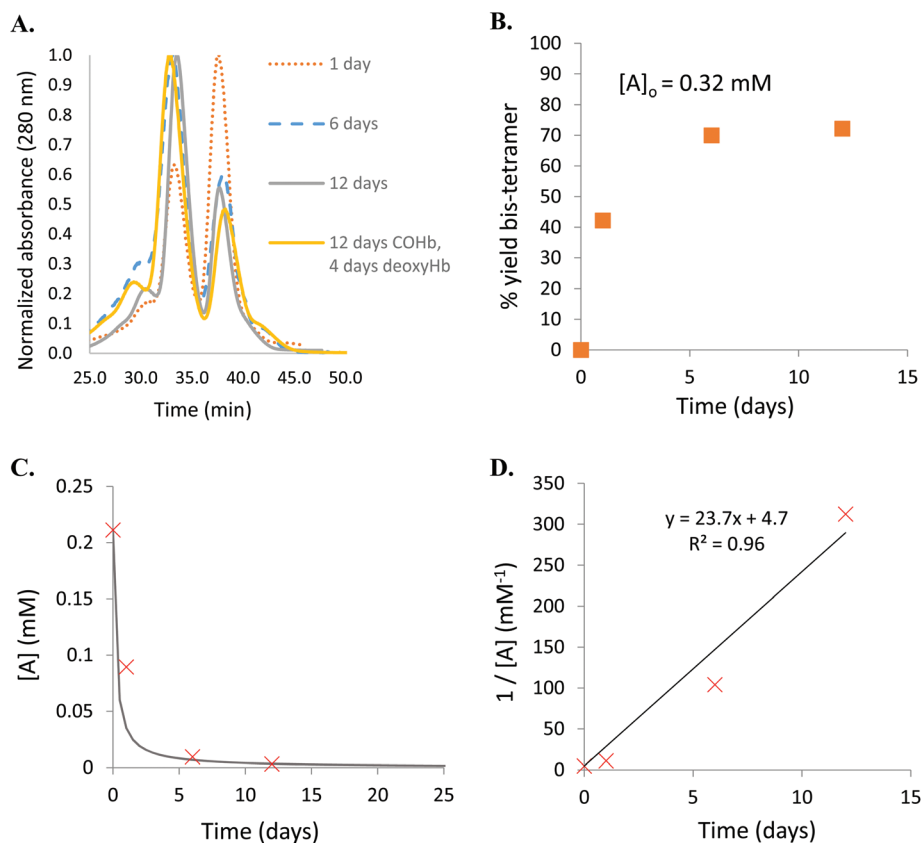 A.
Normalized absorbance (280 nm)
1.0
0.9
0.8
0.7
0.6
0.5
0.4
0.3
0.2
0.1
0.0
25.0 30.0 35.0 40.0 45.0 50.0
Time (min)
1 day
6 days
12 days
12 days COHb,
4 days deoxyHb
B.
% yield bis-tetramer
100
90
80
70
60
50
40
30
20
10
0
[A]o = 0.32 mM
0 5 10 15
Time (days)
C.
[A] (mM)
0.25
0.2
0.15
0.1
0.05
0
0 5 10 15 20 25
Time (days)
D.
1 / [A] (mM⁻¹)
350
300
250
200
150
100
50
0
y = 23.7x + 4.7
R² = 0.96
0 5 10 15
Time (days)